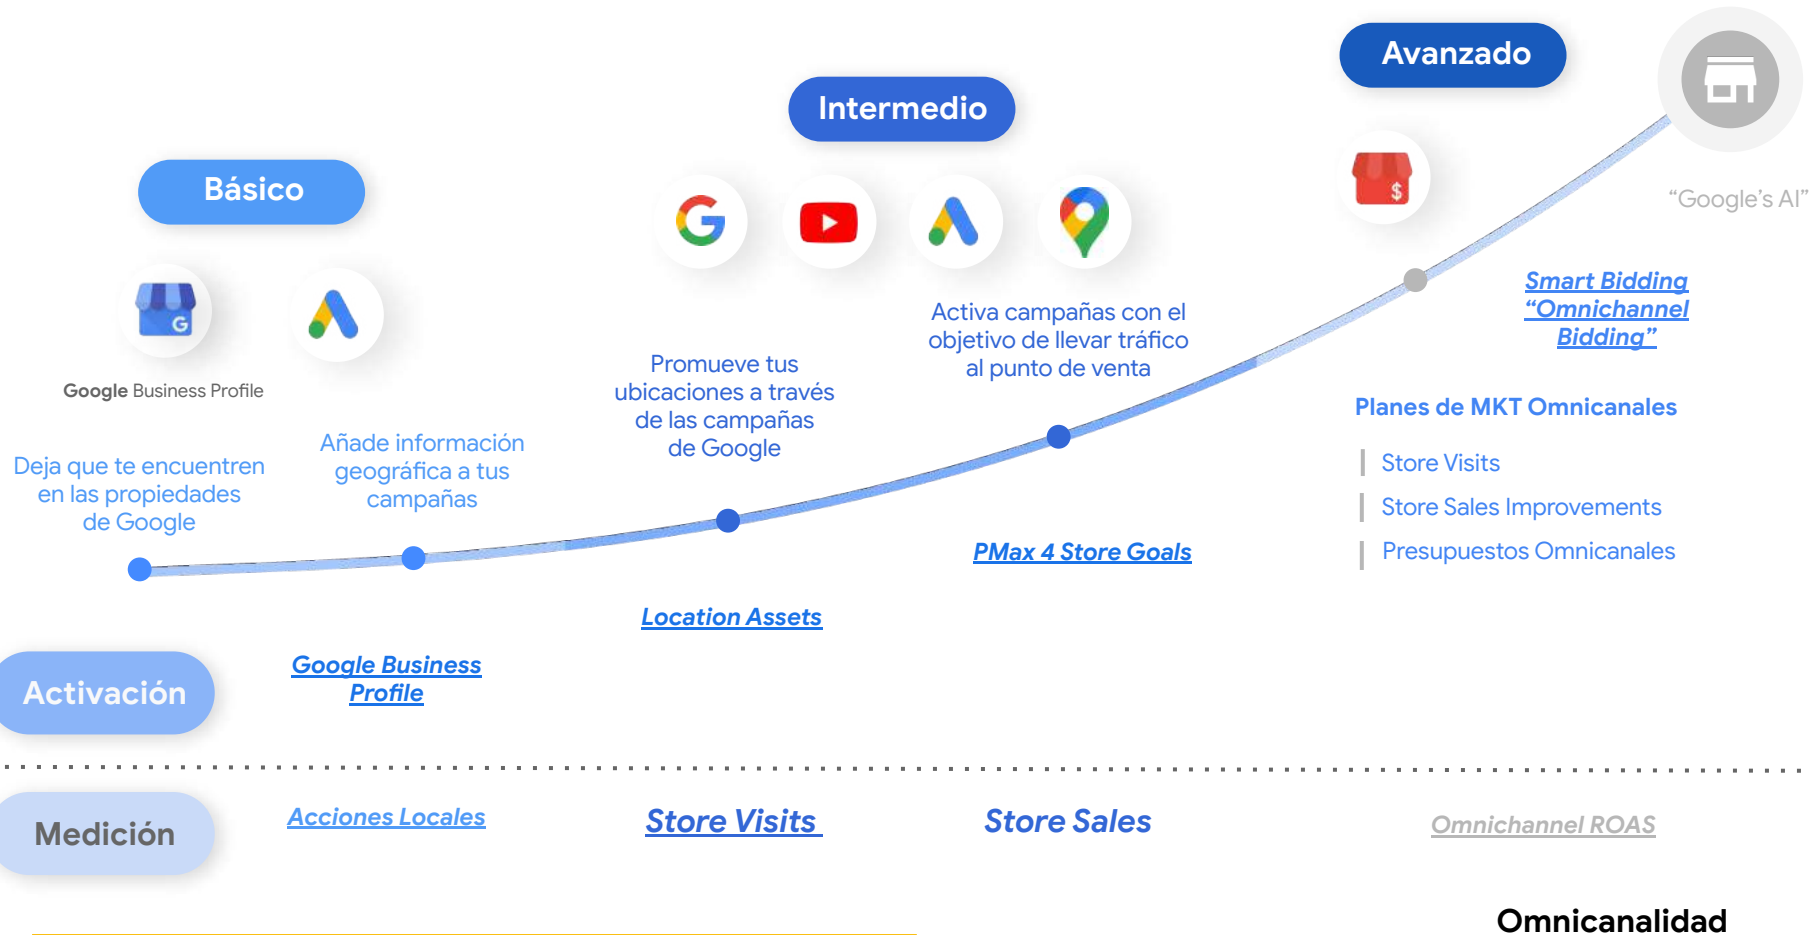 Básico
Google Business Profile
Deja que te encuentren
en las propiedades
de Google
Añade información
geográfica a tus
campañas
Intermedio
Promueve tus
ubicaciones a través
de las campañas
de Google
Activa campañas con el
objetivo de llevar tráfico
al punto de venta
Avanzado
$
“Google's AI”
Smart Bidding
“Omnichannel
Bidding”
Planes de MKT Omnicanales
Store Visits
Store Sales Improvements
Presupuestos Omnicanales
Activación
Google Business
Profile
Location Assets
PMax 4 Store Goals
Medición
Acciones Locales
Store Visits
Store Sales
Omnichannel ROAS
Omnicanalidad